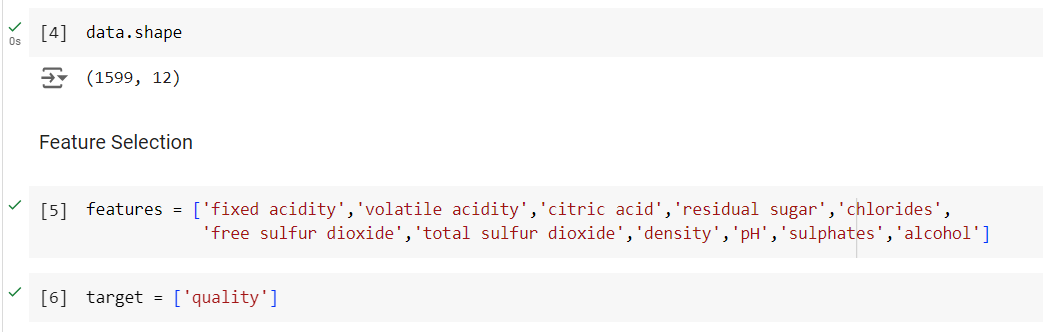 [4] data.shape
0s
(1599, 12)
Feature Selection
[5] features = ['fixed acidity','volatile acidity','citric acid','residual sugar','chlorides',
'free sulfur dioxide','total sulfur dioxide','density','pH','sulphates','alcohol']
[6] target = ['quality']